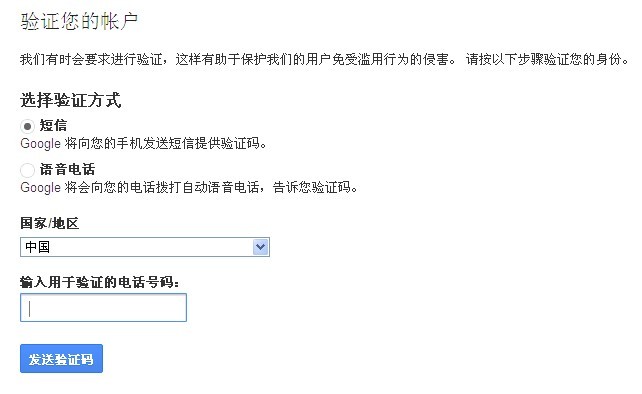 验证您的帐户
我们有时会要求进行验证，这样有助于保护我们的用户免受滥用行为的侵害。 请按以下步骤验证您的身份。
选择验证方式
短信
Google 将向您的手机发送短信提供验证码。
语音电话
Google 将会向您的电话拨打自动语音电话，告诉您验证码。
国家/地区
中国
输入用于验证的电话号码：
发送验证码